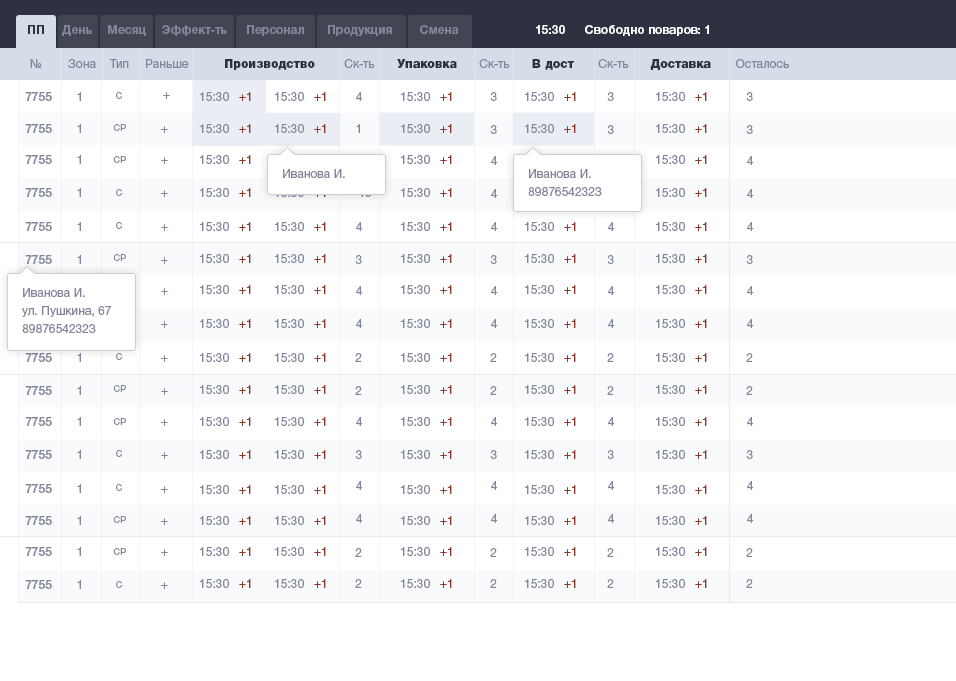 ПП День Месяц Эффект-ть Персонал Продукция Смена 15:30 Свободно поваров: 1
№ Зона Тип Раньше Производство Ск-ть Упаковка Ск-ть В дост Ск-ть Доставка Осталось
7755 1 С + 15:30 +1 15:30 +1 4 15:30 +1 3 15:30 +1 3 15:30 +1 3
7755 1 СР + 15:30 +1 15:30 +1 1 15:30 +1 3 15:30 +1 3 15:30 +1 3
7755 1 СР + 15:30 +1 15:30 +1 4 15:30 +1 4
Иванова И.
Иванова И.
89876542323
7755 1 С + 15:30 +1 15:30 +1 4 15:30 +1 4
7755 1 С + 15:30 +1 15:30 +1 4 15:30 +1 4 15:30 +1 4 15:30 +1 4
7755 1 СР + 15:30 +1 15:30 +1 3 15:30 +1 3 15:30 +1 3 15:30 +1 3
Иванова И.
ул. Пушкина, 67
89876542323
+ 15:30 +1 15:30 +1 4 15:30 +1 4 15:30 +1 4 15:30 +1 4
+ 15:30 +1 15:30 +1 4 15:30 +1 4 15:30 +1 4 15:30 +1 4
7755 1 С + 15:30 +1 15:30 +1 2 15:30 +1 2 15:30 +1 2 15:30 +1 2
7755 1 СР + 15:30 +1 15:30 +1 2 15:30 +1 2 15:30 +1 2 15:30 +1 2
7755 1 СР + 15:30 +1 15:30 +1 4 15:30 +1 4 15:30 +1 4 15:30 +1 4
7755 1 С + 15:30 +1 15:30 +1 3 15:30 +1 3 15:30 +1 3 15:30 +1 3
7755 1 С + 15:30 +1 15:30 +1 4 15:30 +1 4 15:30 +1 4 15:30 +1 4
7755 1 СР + 15:30 +1 15:30 +1 4 15:30 +1 4 15:30 +1 4 15:30 +1 4
7755 1 СР + 15:30 +1 15:30 +1 2 15:30 +1 2 15:30 +1 2 15:30 +1 2
7755 1 С + 15:30 +1 15:30 +1 2 15:30 +1 2 15:30 +1 2 15:30 +1 2